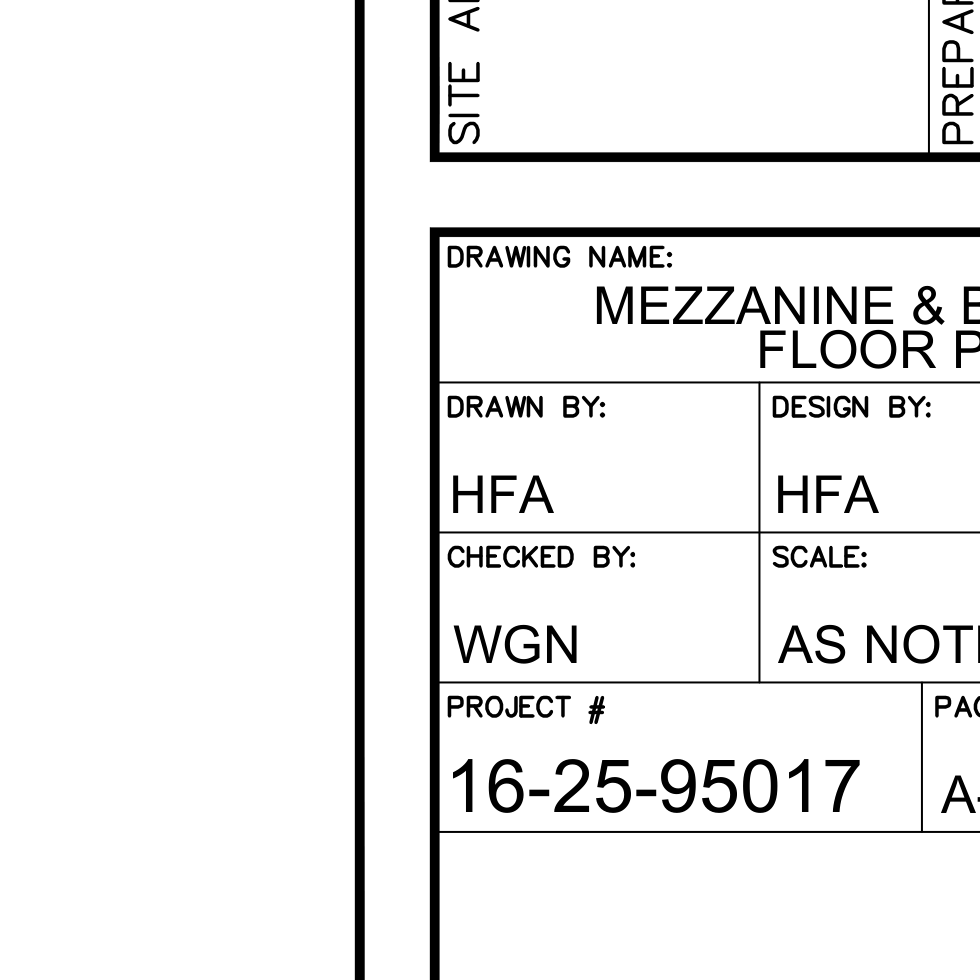 SITE
DRAWING NAME:
MEZZANINE &
FLOOR
DRAWN BY:
DESIGN BY:
HFA
HFA
CHECKED BY:
SCALE:
WGN
AS
PROJECT #
16-25-95017